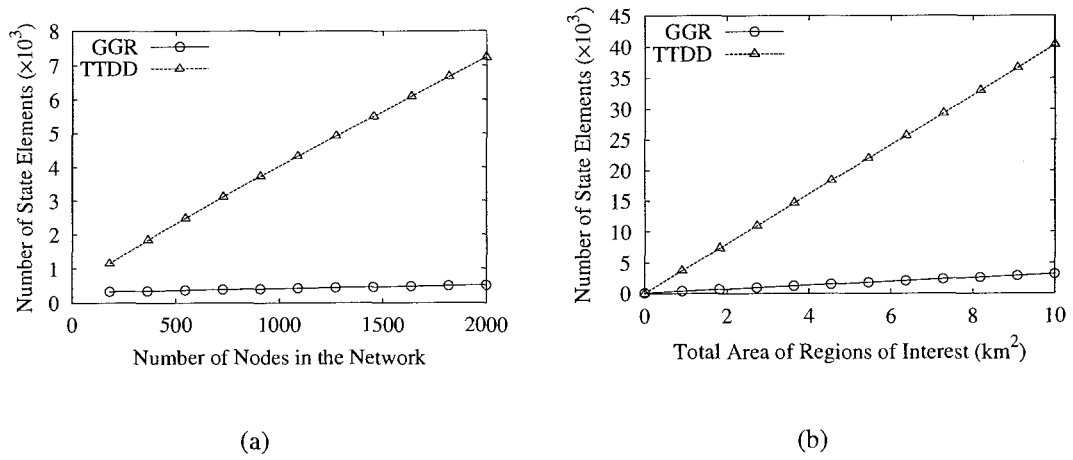 Number of State Elements (×10³)
8
7
6
5
4
3
2
1
0
GGR
TTDD
0 500 1000 1500 2000
Number of Nodes in the Network
(a)
Number of State Elements (×10³)
45
40
35
30
25
20
15
10
5
0
GGR
TTDD
0 2 4 6 8 10
Total Area of Regions of Interest (km²)
(b)